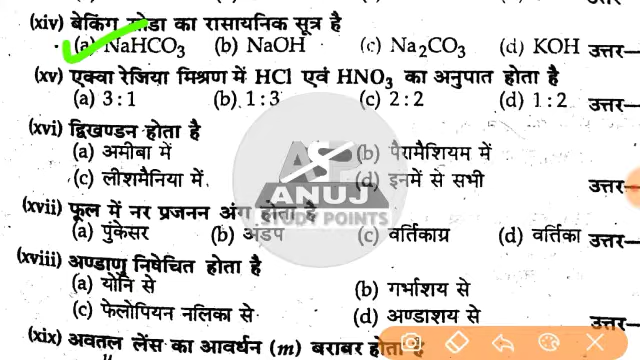 (xiv) बेकिंग सोडा का रासायनिक सूत्र है
(a) NaHCO3 (b) NaOH (c) Na2CO3 (d) KOH उत्तर—
(xv) एक्वा रेजिया मिश्रण में HCl एवं HNO3 का अनुपात होता है
(a) 3 : 1 (b) 1 : 3 (c) 2 : 2 (d) 1 : 2 उत्तर—
(xvi) द्विखण्डन होता है
(a) अमीबा में (b) पैरामैशियम में
(c) लीशमैनिया में (d) इनमें से सभी उत्तर—
ANUJ
STUDY POINTS
(xvii) फूल में नर प्रजनन अंग होता है
(a) पुंकेसर (b) अंडप (c) वर्तिकाग्र (d) वर्तिका उत्तर—
(xviii) अण्डाणु निषेचित होता है
(a) योनि से (b) गर्भाशय से
(c) फेलोपियन नलिका से (d) अण्डाशय से उत्तर—
(xix) अवतल लेंस का आवर्धन (m) बराबर होता है